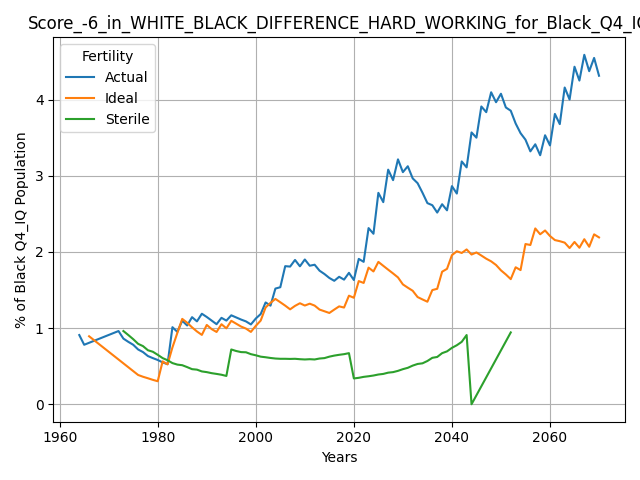 Score_-6_in_WHITE_BLACK_DIFFERENCE_HARD_WORKING_for_Black_Q4_IQ
Fertility
Actual
Ideal
Sterile
% of Black Q4_IQ Population
4
3
2
1
0
1960 1980 2000 2020 2040 2060
Years